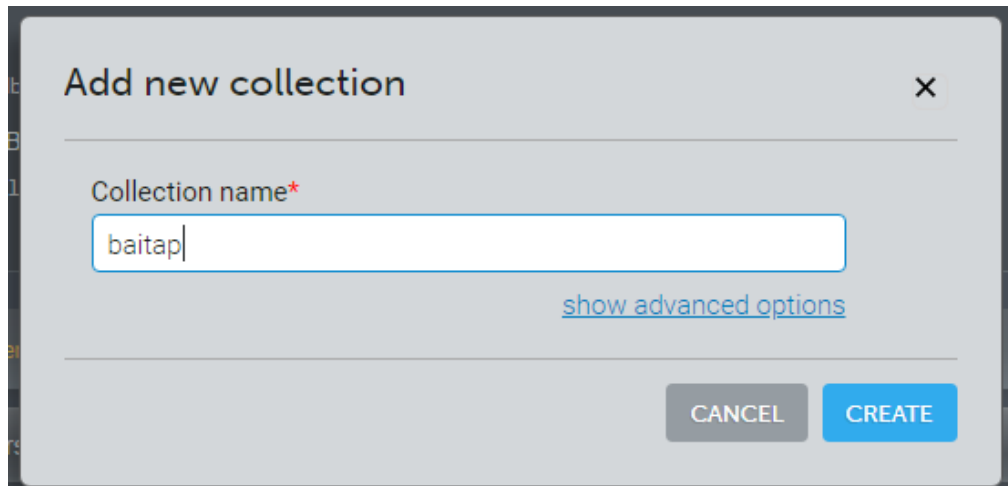 Add new collection
Collection name*
baitap
show advanced options
CANCEL
CREATE